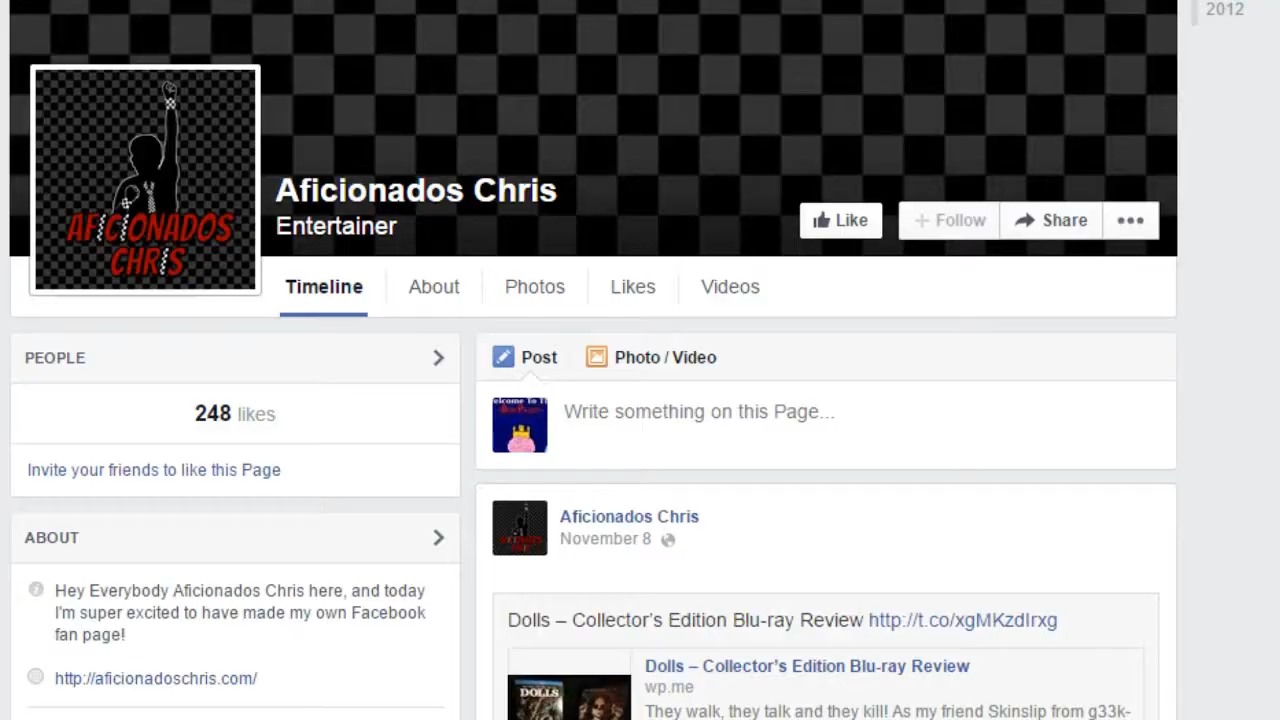 2012
AFICIONADOS
CHRIS
Aficionados Chris
Entertainer
Like
Follow
Share
Timeline
About
Photos
Likes
Videos
PEOPLE
248 likes
Invite your friends to like this Page
ABOUT
Hey Everybody Aficionados Chris here, and today
I'm super excited to have made my own Facebook
fan page!
http://aficionadoschris.com/
Post
Photo / Video
Write something on this Page...
Aficionados Chris
November 8
Dolls – Collector's Edition Blu-ray Review http://t.co/xgMKzdIrxg
DOLLS
Dolls – Collector's Edition Blu-ray Review
wp.me
They walk, they talk and they kill! As my friend Skinslip from g33k-